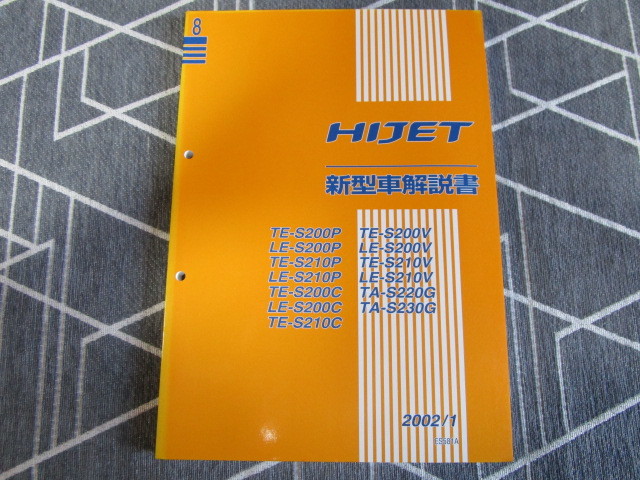 8
HIJET
新型車解説書
TE-S200P TE-S200V
LE-S200P LE-S200V
TE-S210P TE-S210V
LE-S210P LE-S210V
TE-S200C TA-S220G
LE-S200C TA-S230G
TE-S210C
2002/1